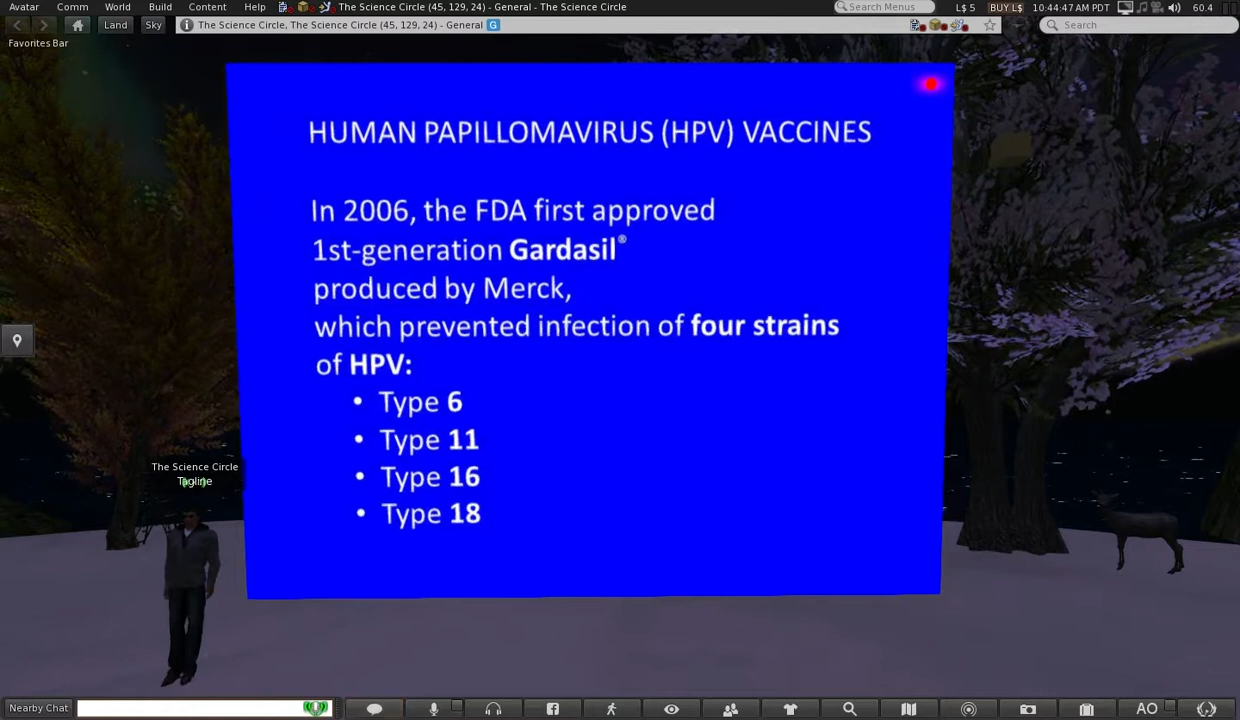 Avatar Comm World Build Content Help The Science Circle, The Science Circle (45, 129, 24) - General - The Science Circle Search Menus L$ 5 BUY L$ 10:44:47 AM PDT 60.4
Land Sky The Science Circle, The Science Circle (45, 129, 24) - General G Search
Favorites Bar
HUMAN PAPILLOMAVIRUS (HPV) VACCINES
In 2006, the FDA first approved
1st-generation Gardasil®
produced by Merck,
which prevented infection of four strains
of HPV:
• Type 6
• Type 11
• Type 16
• Type 18
The Science Circle
Tagline
Nearby Chat AO